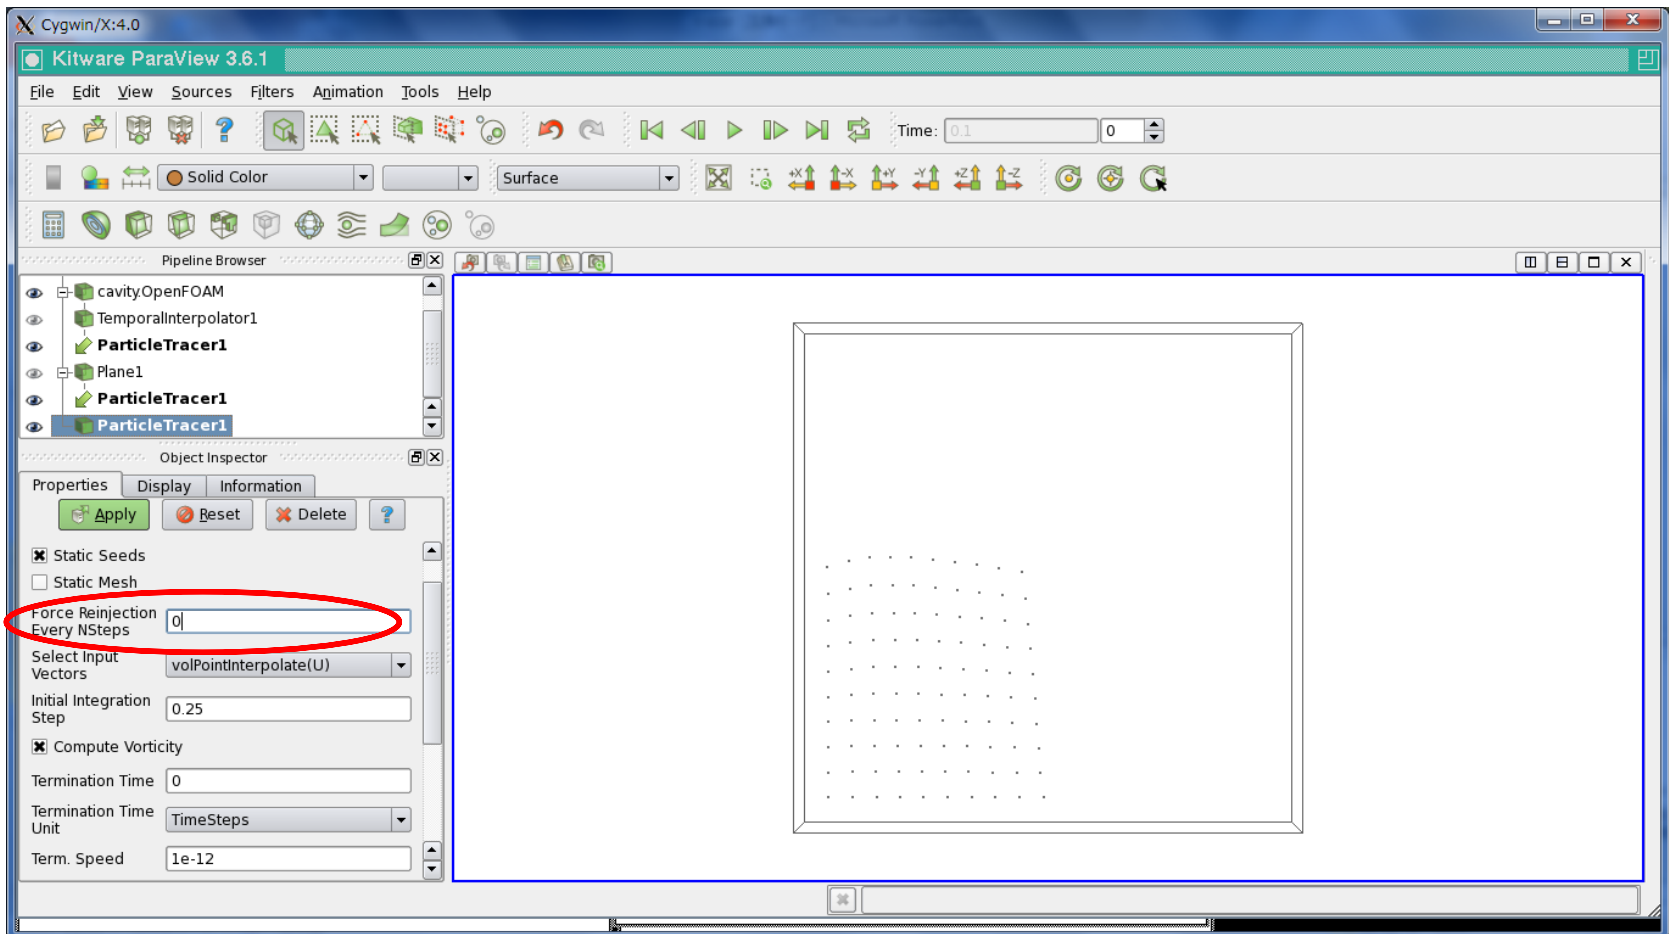 Cygwin/X:4.0
Kitware ParaView 3.6.1
File Edit View Sources Filters Animation Tools Help
Time: 0.1 0
Solid Color Surface
+X -X +Y -Y +Z -Z
Pipeline Browser
cavity.OpenFOAM
TemporalInterpolator1
ParticleTracer1
Plane1
ParticleTracer1
ParticleTracer1
Object Inspector
Properties Display Information
Apply Reset Delete ?
Static Seeds
Static Mesh
Force Reinjection
Every NSteps 0
Select Input
Vectors volPointInterpolate(U)
Initial Integration
Step 0.25
Compute Vorticity
Termination Time 0
Termination Time
Unit TimeSteps
Term. Speed 1e-12